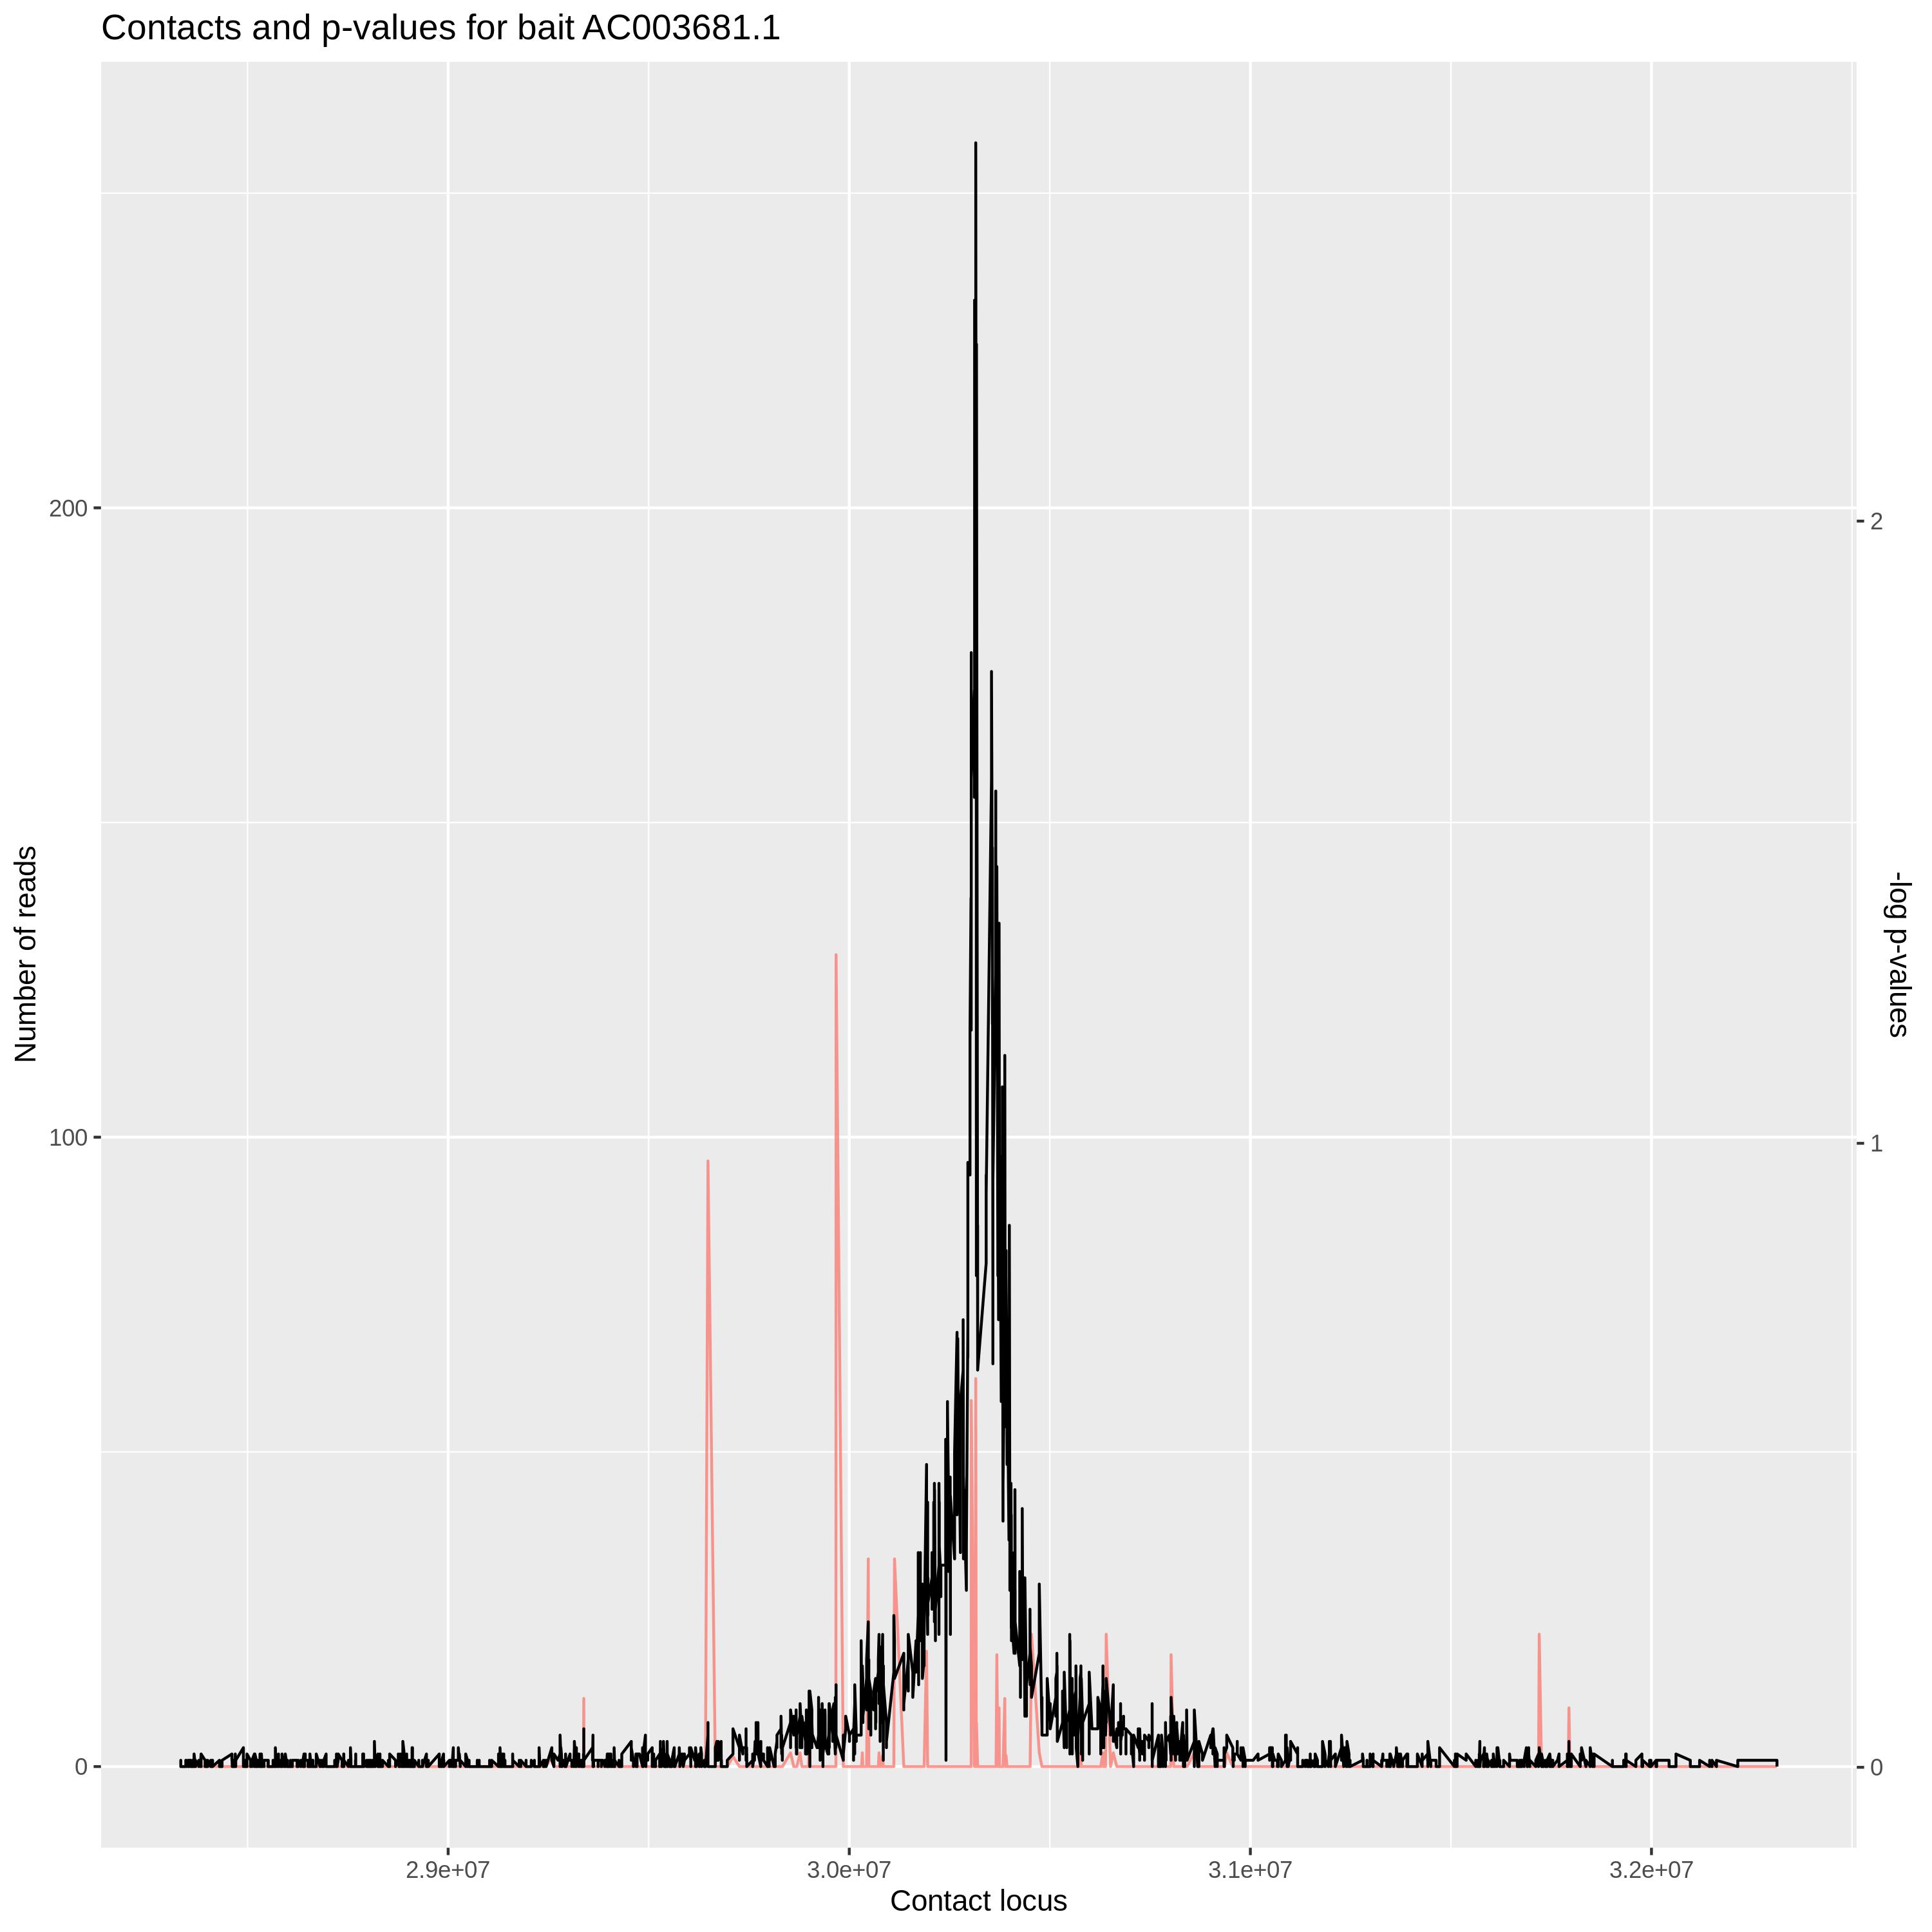 Contacts and p-values for bait AC003681.1
200
100
0
Number of reads
2
1
0
-log p-values
2.9e+07
3.0e+07
3.1e+07
3.2e+07
Contact locus